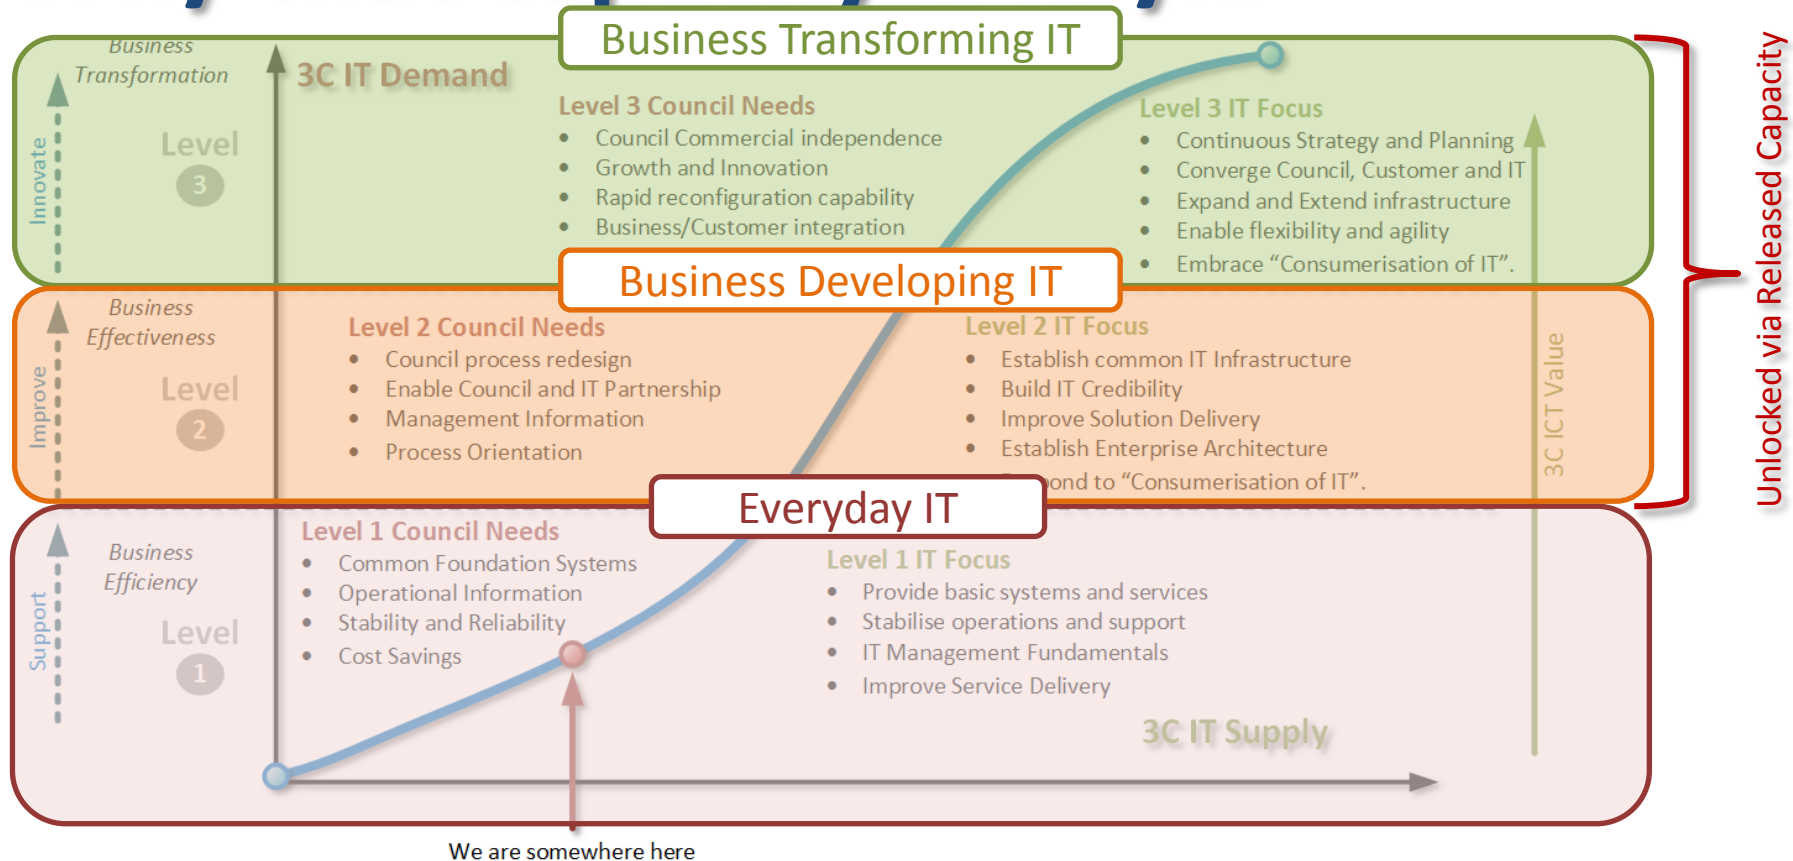 Business Transforming IT
Business
Transformation
3C IT Demand
Innovate
Level
3
Level 3 Council Needs
• Council Commercial independence
• Growth and Innovation
• Rapid reconfiguration capability
• Business/Customer integration
Level 3 IT Focus
• Continuous Strategy and Planning
• Converge Council, Customer and IT
• Expand and Extend infrastructure
• Enable flexibility and agility
• Embrace “Consumerisation of IT”.
Unlocked via Released Capacity
Business Developing IT
Business
Effectiveness
Improve
Level
2
Level 2 Council Needs
• Council process redesign
• Enable Council and IT Partnership
• Management Information
• Process Orientation
Level 2 IT Focus
• Establish common IT Infrastructure
• Build IT Credibility
• Improve Solution Delivery
• Establish Enterprise Architecture
to “Consumerisation of IT”.
3C ICT Value
Everyday IT
Business
Efficiency
Support
Level
1
Level 1 Council Needs
• Common Foundation Systems
• Operational Information
• Stability and Reliability
• Cost Savings
Level 1 IT Focus
• Provide basic systems and services
• Stabilise operations and support
• IT Management Fundamentals
• Improve Service Delivery
3C IT Supply
We are somewhere here